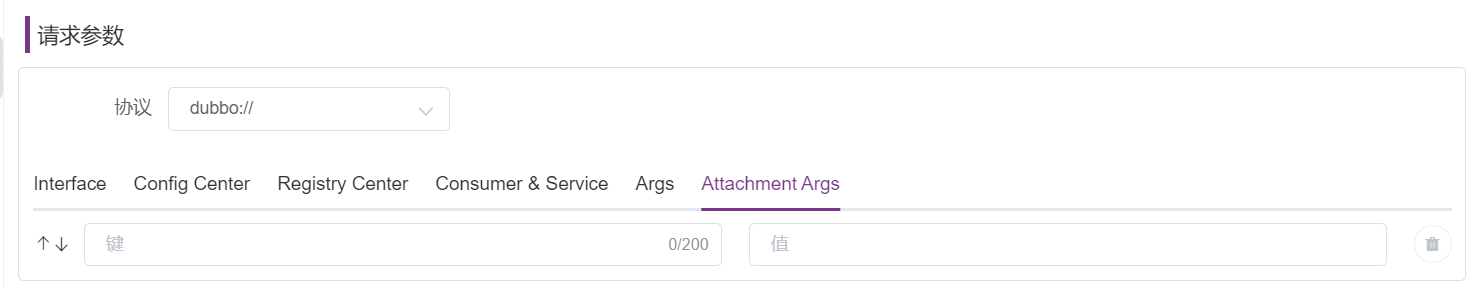 请求参数
协议 dubbo://
Interface Config Center Registry Center Consumer & Service Args Attachment Args
键 0/200 值